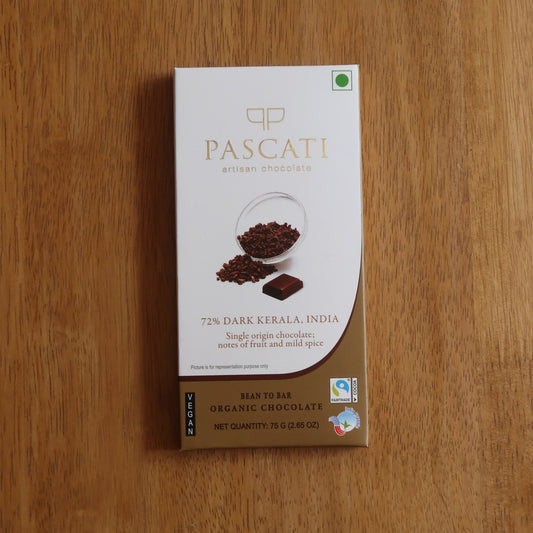 PASCATI
artisan chocolate
72% DARK KERALA, INDIA
Single origin chocolate;
notes of fruit and mild spice
Picture is for representation purpose only
VEGAN
BEAN TO BAR
ORGANIC CHOCOLATE
NET QUANTITY: 75 G (2.65 OZ)
FAIRTRADE
COCOA